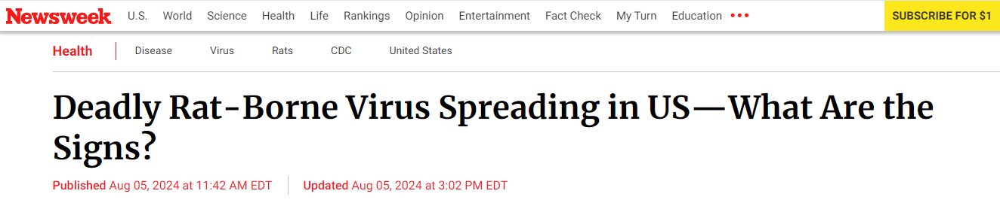 Newsweek U.S. World Science Health Life Rankings Opinion Entertainment Fact Check My Turn Education ••• SUBSCRIBE FOR $1
Health | Disease Virus Rats CDC United States
Deadly Rat-Borne Virus Spreading in US—What Are the
Signs?
Published Aug 05, 2024 at 11:42 AM EDT | Updated Aug 05, 2024 at 3:02 PM EDT